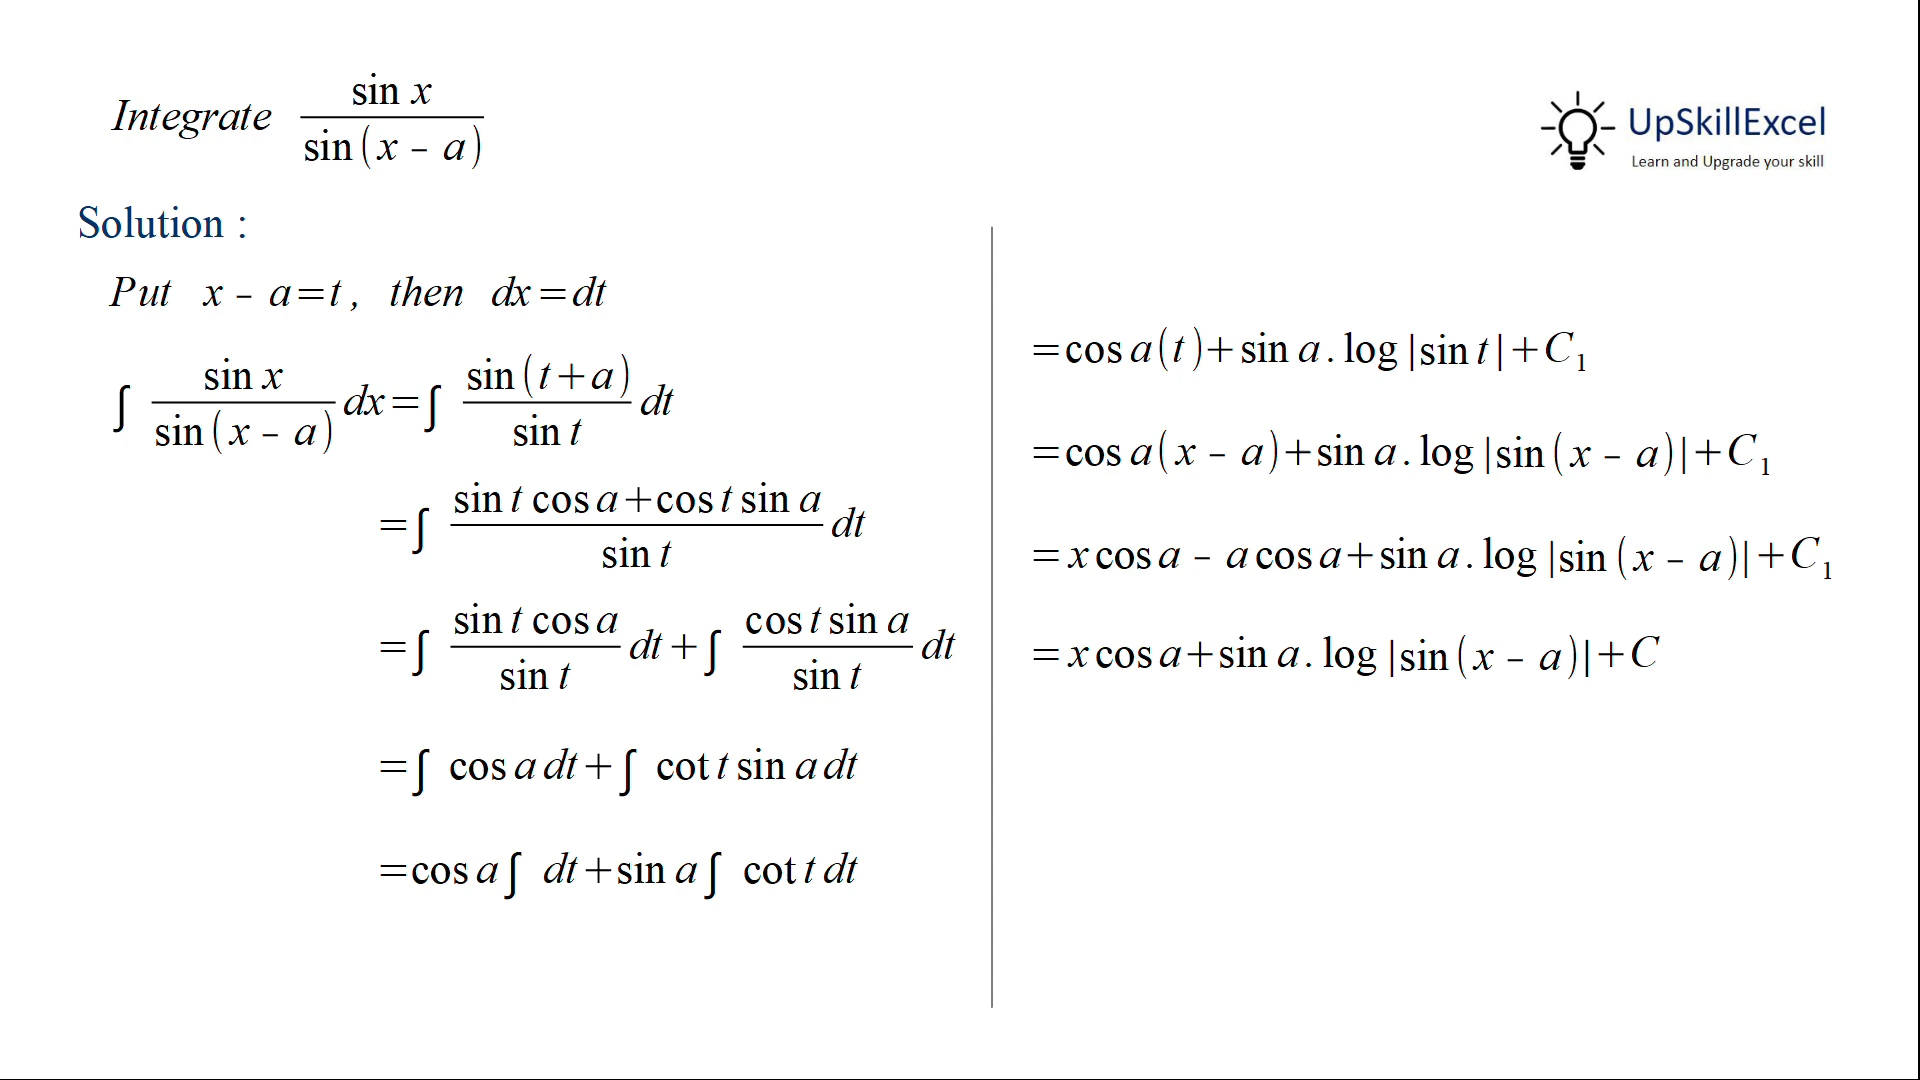 Integrate sin x / sin(x – a)
UpSkillExcel
Learn and Upgrade your skill
Solution :
Put x – a=t, then dx=dt
∫ sin x / sin(x – a) dx=∫ sin(t+a) / sin t dt
=∫ (sin t cos a+cos t sin a) / sin t dt
=∫ sin t cos a / sin t dt+∫ cos t sin a / sin t dt
=∫ cos a dt+∫ cot t sin a dt
=cos a∫ dt+sin a∫ cot t dt
=cos a(t)+sin a. log|sin t|+C₁
=cos a(x – a)+sin a. log|sin(x – a)|+C₁
=x cos a – a cos a+sin a. log|sin(x – a)|+C₁
=x cos a+sin a. log|sin(x – a)|+C